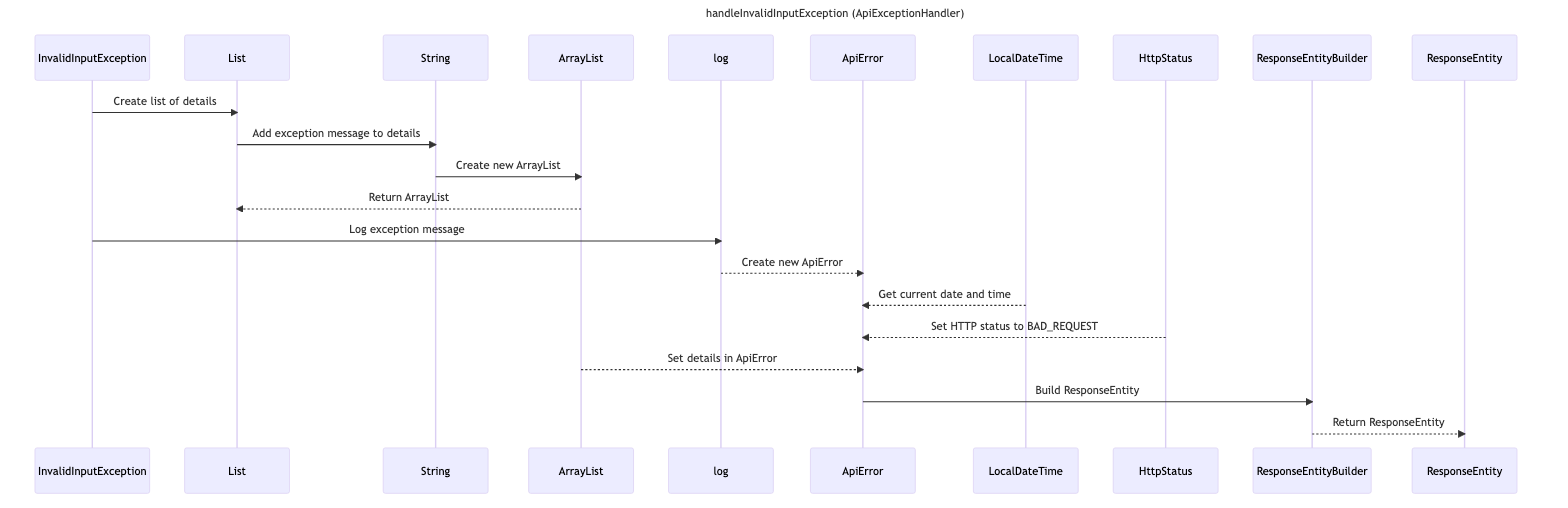 handleInvalidInputException (ApiExceptionHandler)
InvalidInputException
List
String
ArrayList
log
ApiError
LocalDateTime
HttpStatus
ResponseEntityBuilder
ResponseEntity
Create list of details
Add exception message to details
Create new ArrayList
Return ArrayList
Log exception message
Create new ApiError
Get current date and time
Set HTTP status to BAD_REQUEST
Set details in ApiError
Build ResponseEntity
Return ResponseEntity
InvalidInputException
List
String
ArrayList
log
ApiError
LocalDateTime
HttpStatus
ResponseEntityBuilder
ResponseEntity